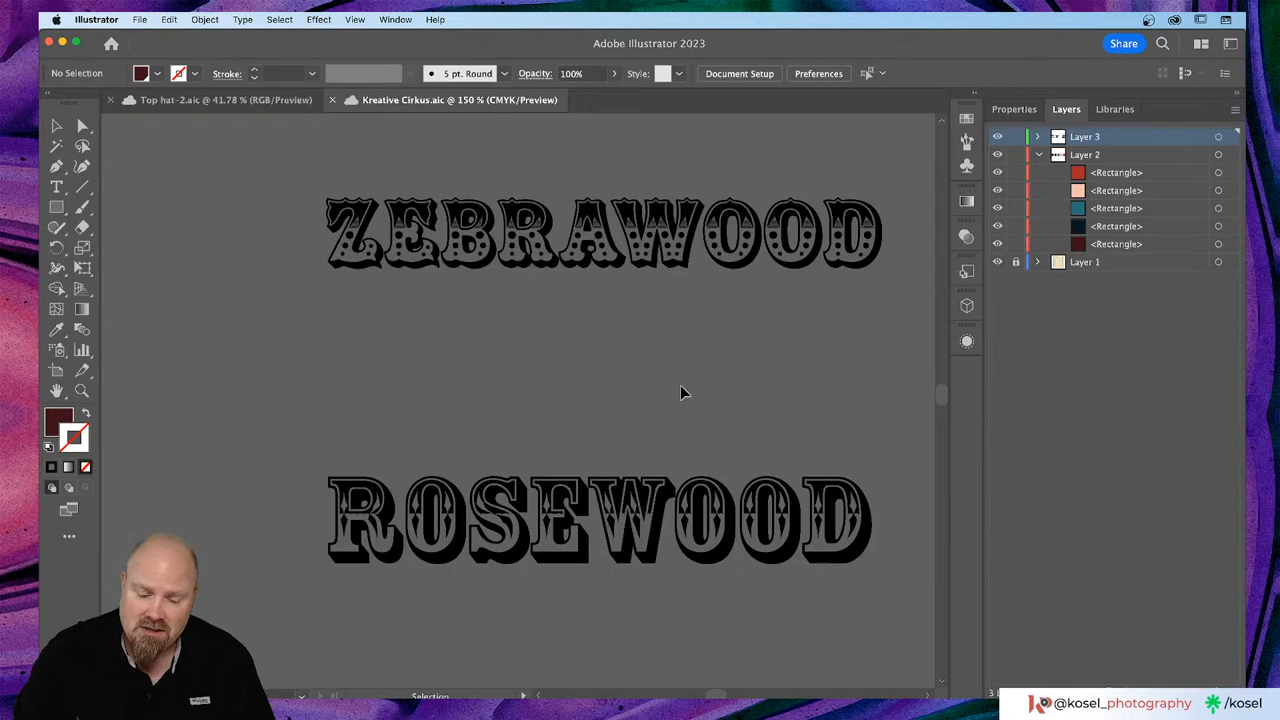 Illustrator File Edit Object Type Select Effect View Window Help
Adobe Illustrator 2023
Share
No Selection
Stroke:
5 pt. Round
Opacity: 100%
Style:
Document Setup
Preferences
Top hat-2.aic @ 41.78 % (RGB/Preview)
Kreative Cirkus.aic @ 150 % (CMYK/Preview)
Properties Layers Libraries
Layer 3
Layer 2
<Rectangle>
<Rectangle>
<Rectangle>
<Rectangle>
<Rectangle>
Layer 1
ZEBRAWOOD
ROSEWOOD
Selection
@kosel_photography /kosel